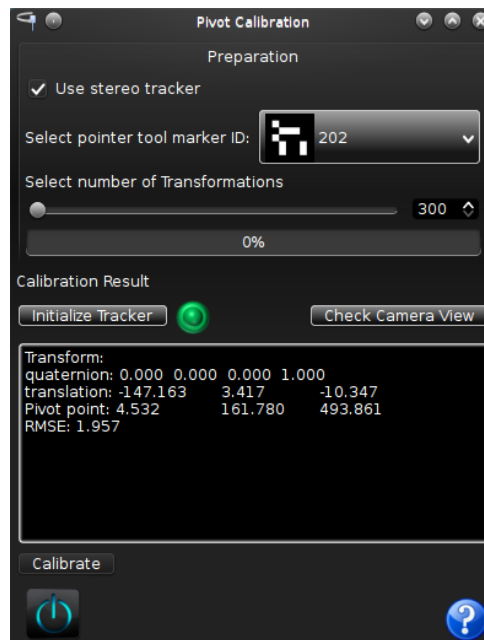 Pivot Calibration
Preparation
Use stereo tracker
Select pointer tool marker ID: 202
Select number of Transformations
300
0%
Calibration Result
Initialize Tracker Check Camera View
Transform:
quaternion: 0.000 0.000 0.000 1.000
translation: -147.163 3.417 -10.347
Pivot point: 4.532 161.780 493.861
RMSE: 1.957
Calibrate
?